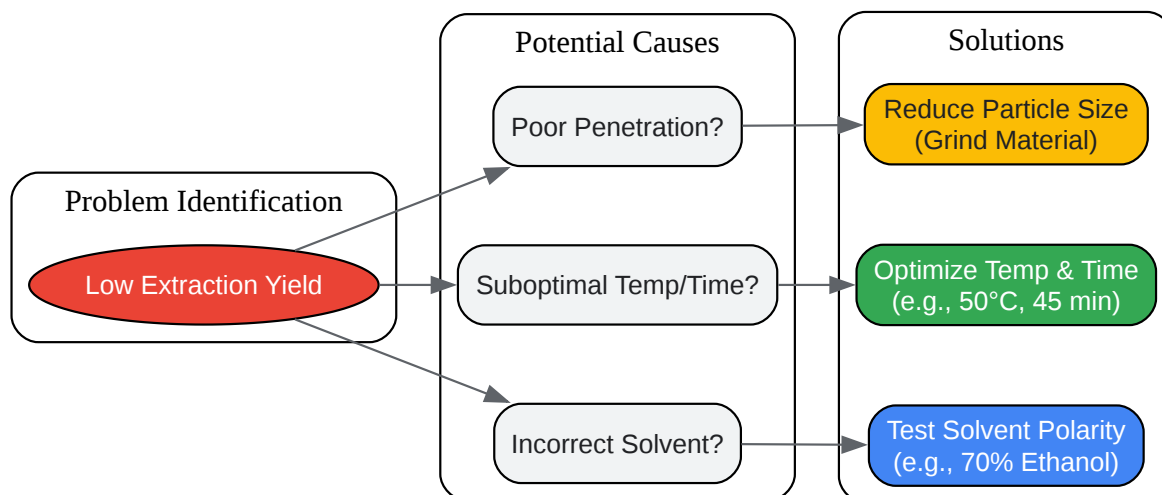 Potential Causes
Solutions
Poor Penetration?
Reduce Particle Size
(Grind Material)
Problem Identification
Low Extraction Yield
Suboptimal Temp/Time?
Optimize Temp & Time
(e.g., 50°C, 45 min)
Incorrect Solvent?
Test Solvent Polarity
(e.g., 70% Ethanol)